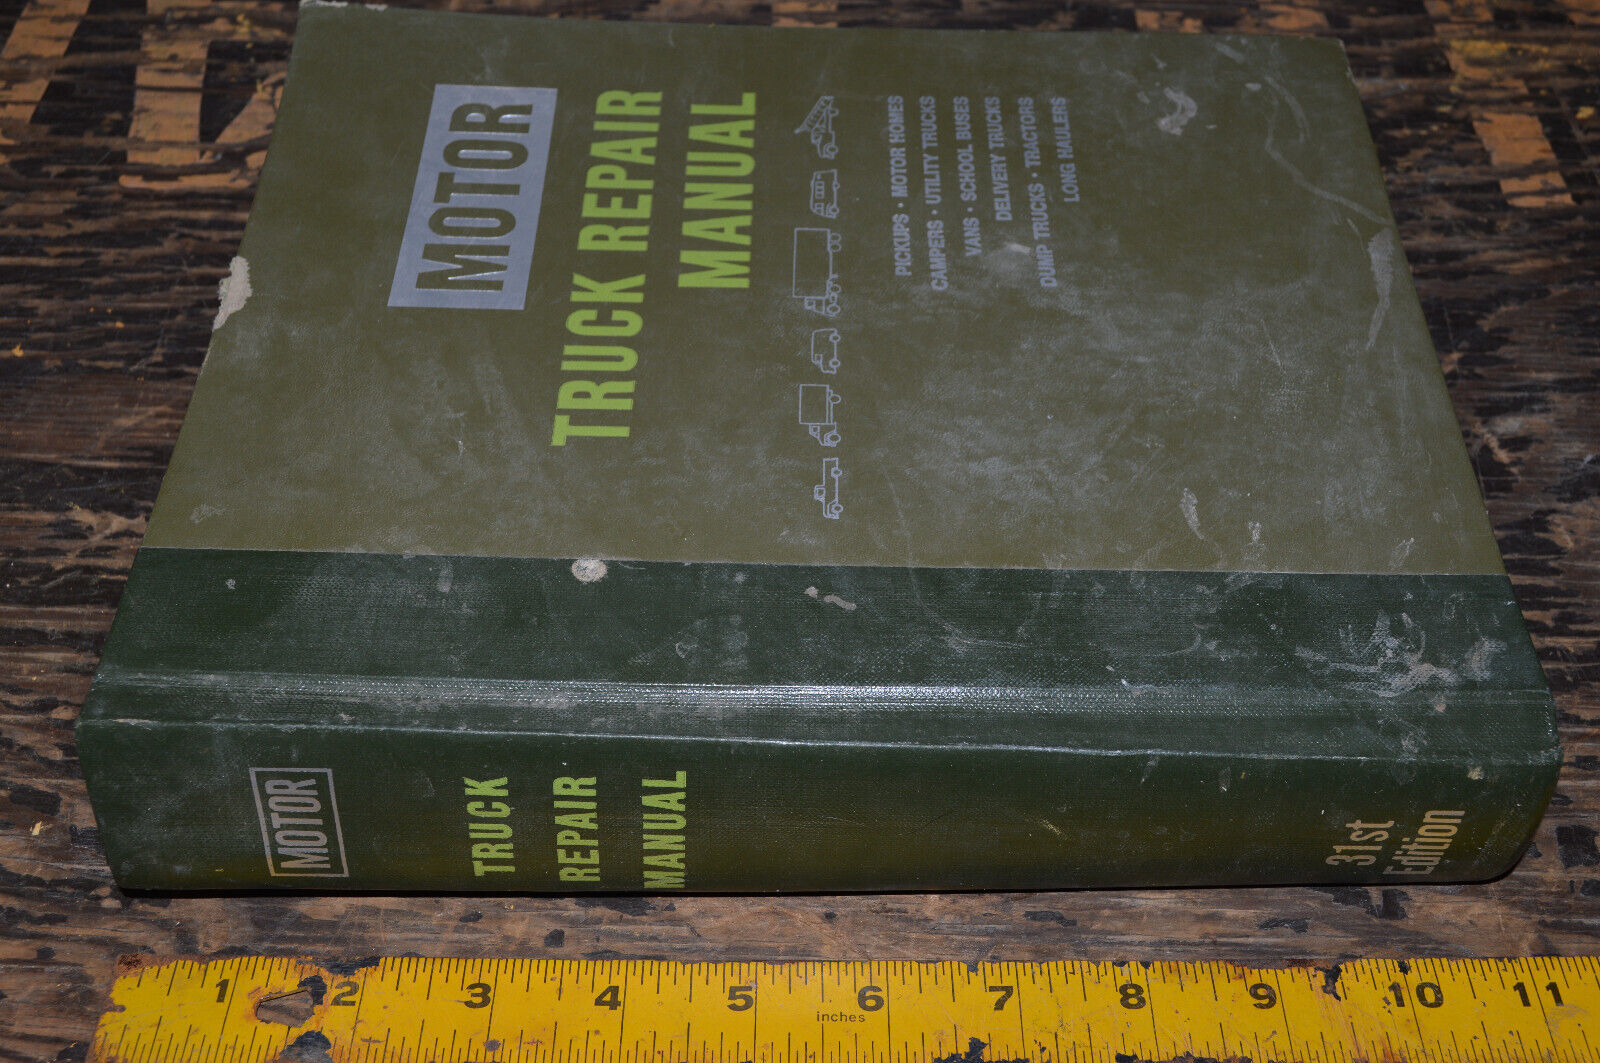 MOTOR
TRUCK REPAIR
MANUAL
PICKUPS • MOTOR HOMES
CAMPERS • UTILITY TRUCKS
VANS • SCHOOL BUSES
DELIVERY TRUCKS
DUMP TRUCKS • TRACTORS
LONG HAULERS
MOTOR
TRUCK
REPAIR
MANUAL
31st
Edition
1 2 3 4 5 6 7 8 9 10 11
inches